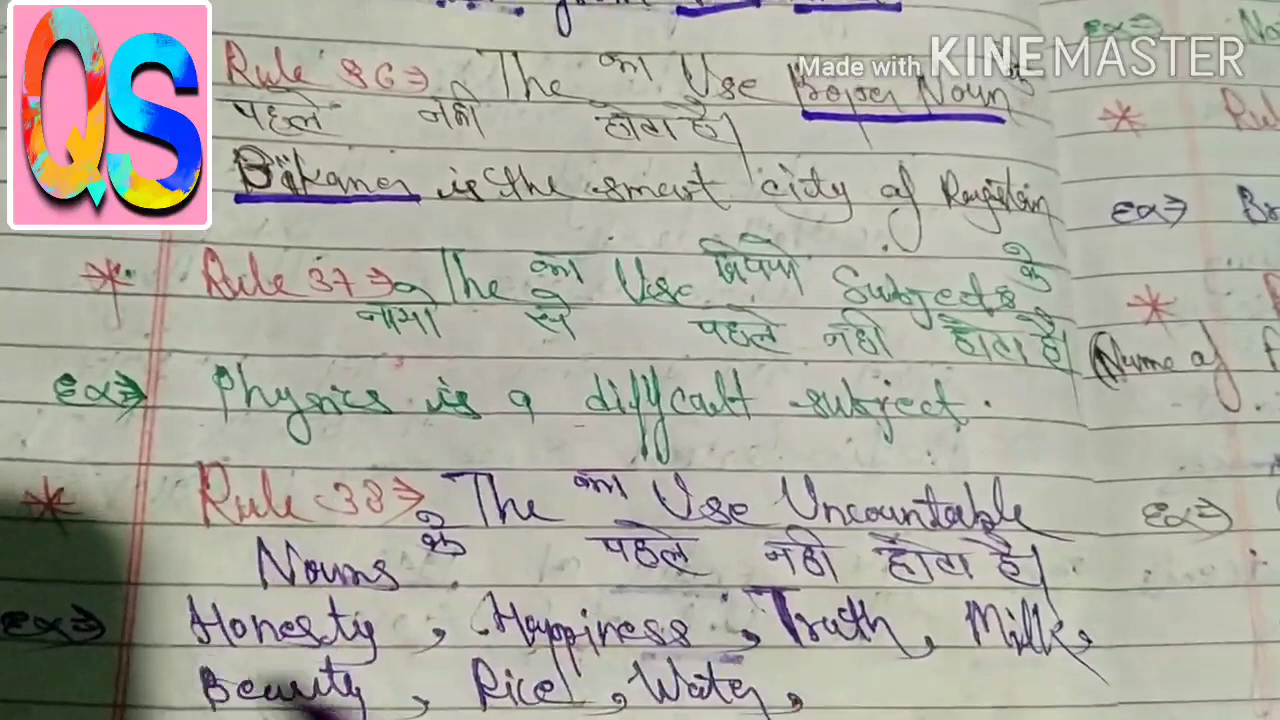 QS
Made with KINEMASTER
Rule 36⇒ The का Use Proper Noun
पहले नही होता है।
Bikaner is the smart city of
* Rule 37⇒ The का Use विषयो Subjects के
नामो से पहले नही होता है।
Ex⇒ Physics is a difficult subject.
* Rule 38⇒ The का Use Uncountable
Nouns के पहले नही होता है।
Ex⇒ Honesty, Happiness, Truth, Milk,
Beauty, Rice, Water,
Ex⇒
*
Ex⇒
*
Name of
Ex⇒